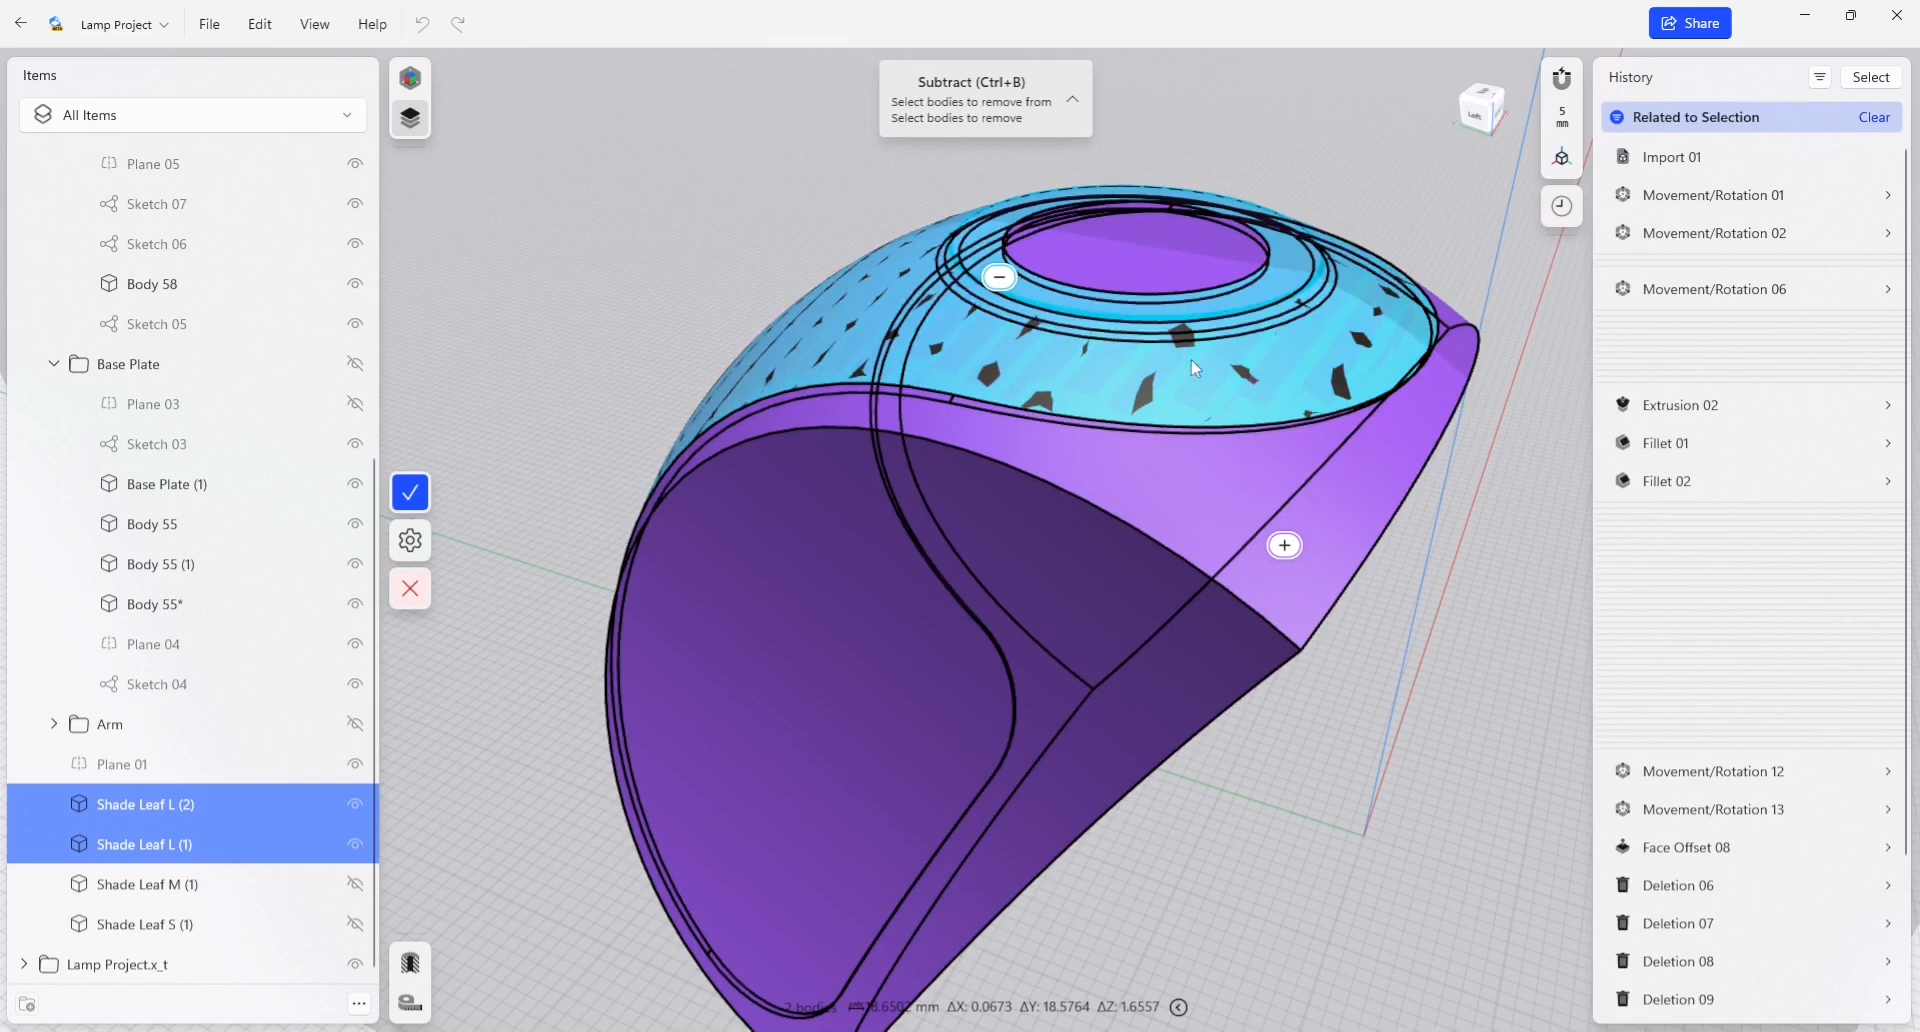 Lamp Project
File
Edit
View
Help
Share
Items
All Items
Plane 05
Sketch 07
Sketch 06
Body 58
Sketch 05
Base Plate
Plane 03
Sketch 03
Base Plate (1)
Body 55
Body 55 (1)
Body 55*
Plane 04
Sketch 04
Arm
Plane 01
Shade Leaf L (2)
Shade Leaf L (1)
Shade Leaf M (1)
Shade Leaf S (1)
Lamp Project.x_t
Subtract (Ctrl+B)
Select bodies to remove from
Select bodies to remove
Left
5
mm
2 bodies 18.6502 mm ΔX: 0.0673 ΔY: 18.5764 ΔZ: 1.6557
History
Select
Related to Selection
Clear
Import 01
Movement/Rotation 01
Movement/Rotation 02
Movement/Rotation 06
Extrusion 02
Fillet 01
Fillet 02
Movement/Rotation 12
Movement/Rotation 13
Face Offset 08
Deletion 06
Deletion 07
Deletion 08
Deletion 09